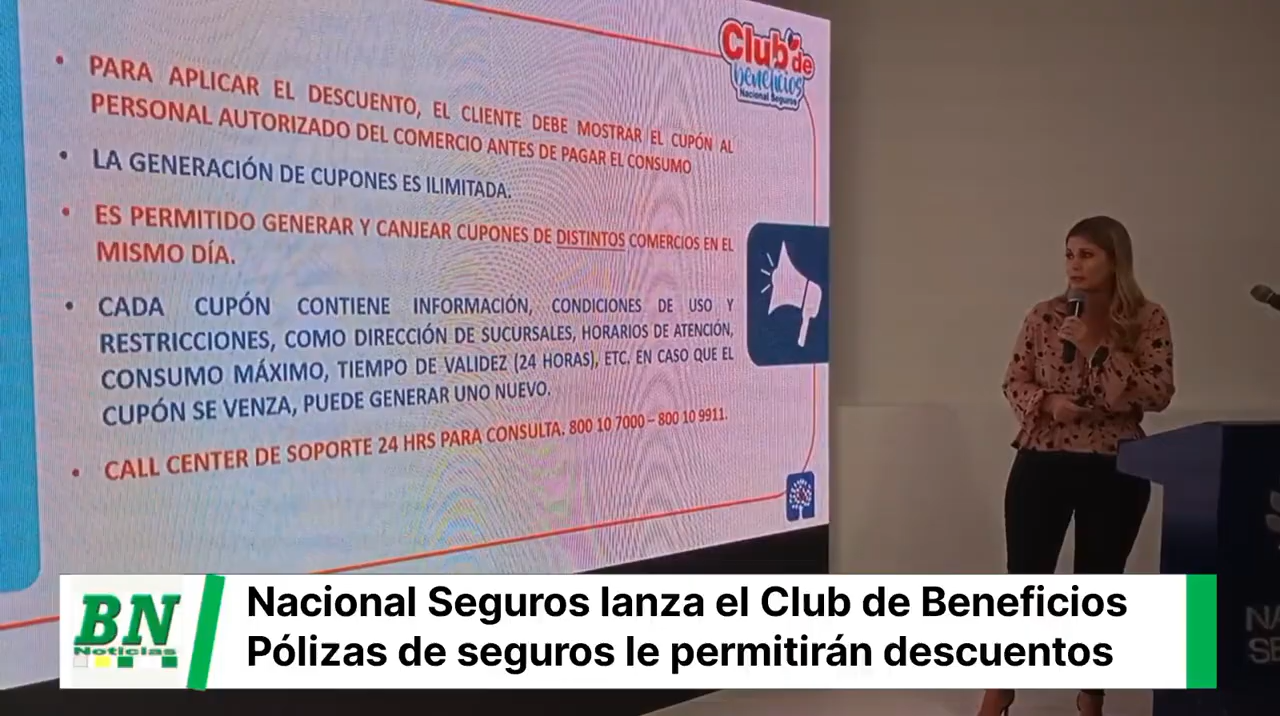 Club de
beneficios
Nacional Seguros
• PARA APLICAR EL DESCUENTO, EL CLIENTE DEBE MOSTRAR EL CUPÓN AL
PERSONAL AUTORIZADO DEL COMERCIO ANTES DE PAGAR EL CONSUMO
• LA GENERACIÓN DE CUPONES ES ILIMITADA.
• ES PERMITIDO GENERAR Y CANJEAR CUPONES DE DISTINTOS COMERCIOS EN EL
MISMO DÍA.
• CADA CUPÓN CONTIENE INFORMACIÓN, CONDICIONES DE USO Y
RESTRICCIONES, COMO DIRECCIÓN DE SUCURSALES, HORARIOS DE ATENCIÓN,
CONSUMO MÁXIMO, TIEMPO DE VALIDEZ (24 HORAS), ETC. EN CASO QUE EL
CUPÓN SE VENZA, PUEDE GENERAR UNO NUEVO.
• CALL CENTER DE SOPORTE 24 HRS PARA CONSULTA. 800 10 7000 – 800 10 9911.
NA
SE
BN
Noticias
Nacional Seguros lanza el Club de Beneficios
Pólizas de seguros le permitirán descuentos